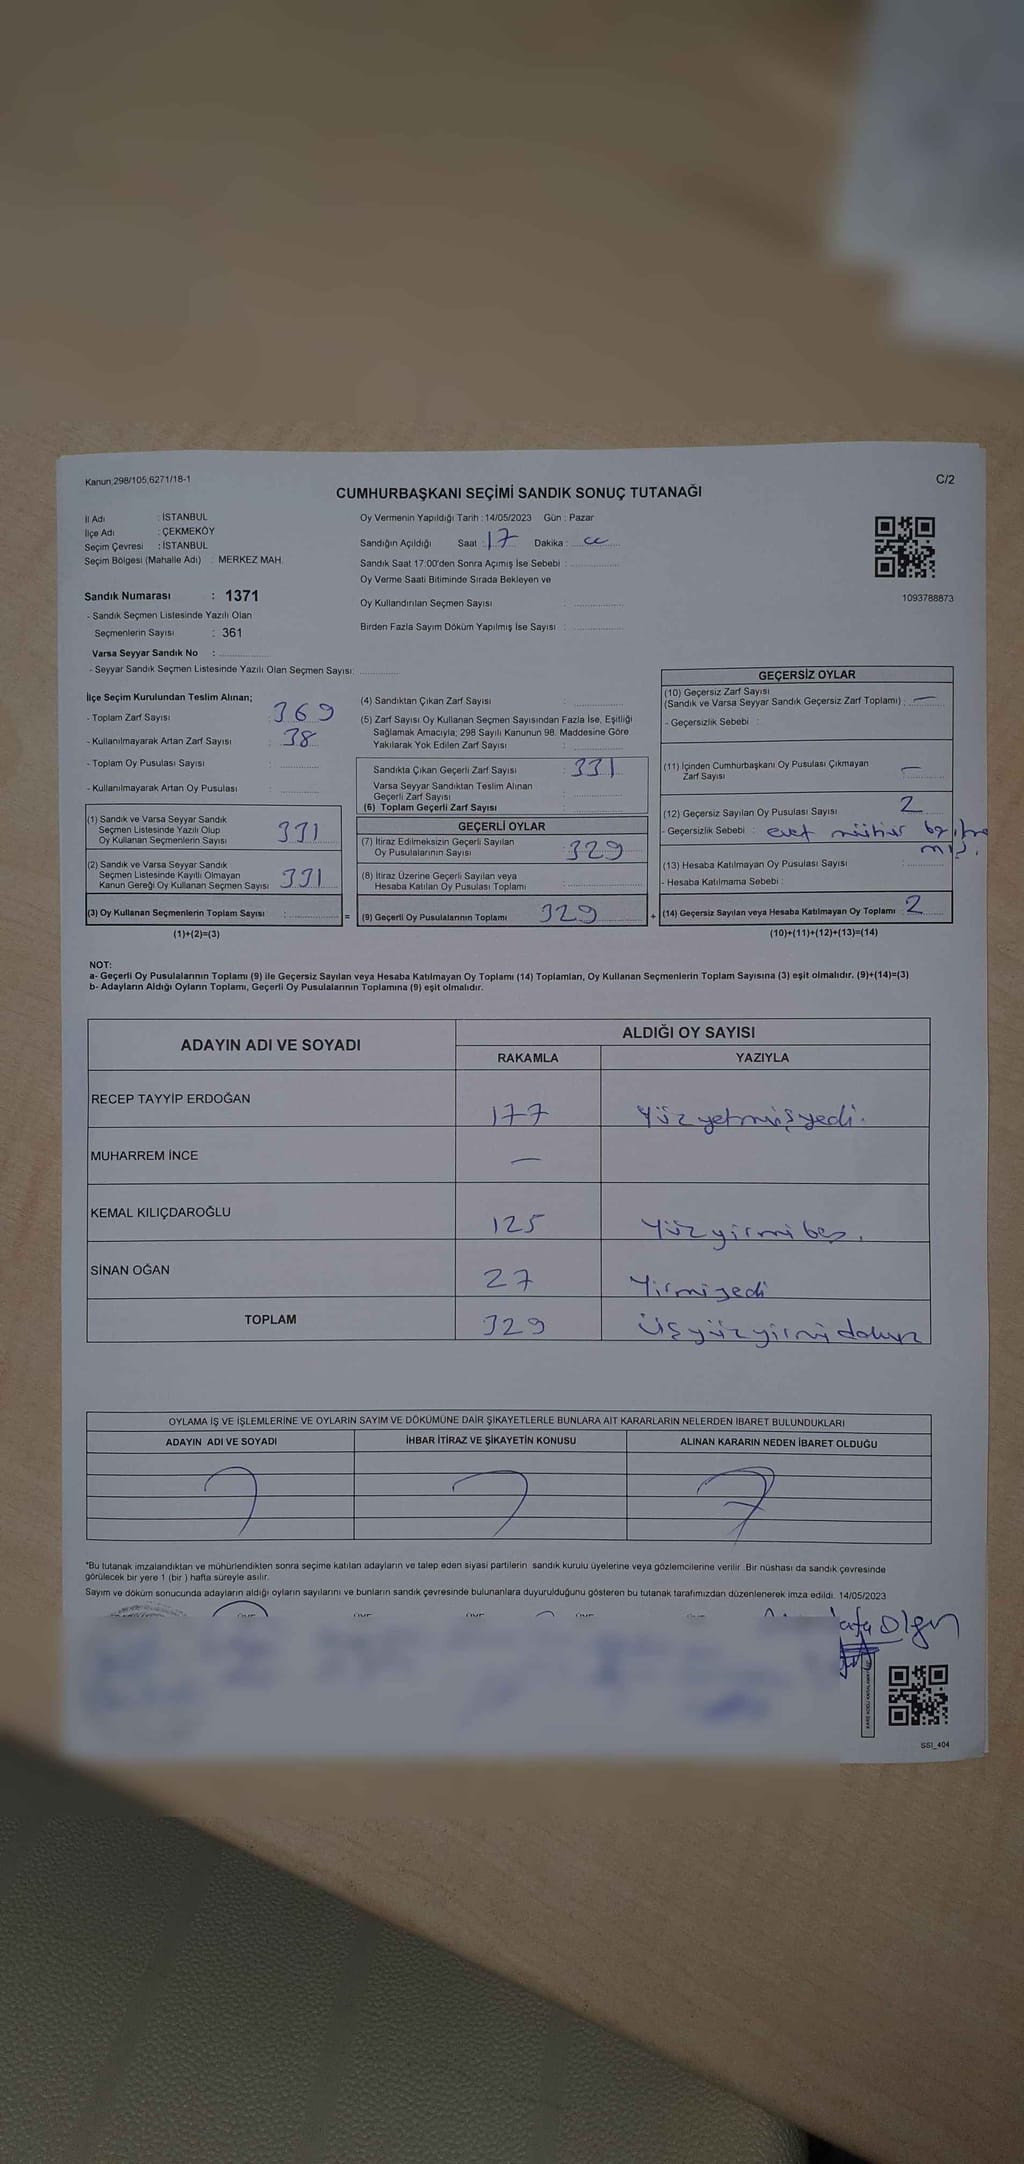 Kanun,298/105,6271/18-1
C/2
CUMHURBAŞKANI SEÇİMİ SANDIK SONUÇ TUTANAĞI
İl Adı : İSTANBUL
İlçe Adı : ÇEKMEKÖY
Seçim Çevresi : İSTANBUL
Seçim Bölgesi (Mahalle Adı) : MERKEZ MAH.
Oy Vermenin Yapıldığı Tarih : 14/05/2023 Gün : Pazar
Sandığın Açıldığı Saat : 17 Dakika :
Sandık Saat 17:00'den Sonra Açımış İse Sebebi :
Oy Verme Saati Bitiminde Sırada Bekleyen ve
Oy Kullandırılan Seçmen Sayısı :
Birden Fazla Sayım Döküm Yapılmış İse Sayısı :
1093788873
Sandık Numarası : 1371
- Sandık Seçmen Listesinde Yazılı Olan
Seçmenlerin Sayısı : 361
Varsa Seyyar Sandık No :
- Seyyar Sandık Seçmen Listesinde Yazılı Olan Seçmen Sayısı:
İlçe Seçim Kurulundan Teslim Alınan;
- Toplam Zarf Sayısı : 369
- Kullanılmayarak Artan Zarf Sayısı : 38
- Toplam Oy Pusulası Sayısı :
- Kullanılmayarak Artan Oy Pusulası :
(1) Sandık ve Varsa Seyyar Sandık
Seçmen Listesinde Yazılı Olup
Oy Kullanan Seçmenlerin Sayısı : 331
(2) Sandık ve Varsa Seyyar Sandık
Seçmen Listesinde Kayıtlı Olmayan
Kanun Gereği Oy Kullanan Seçmen Sayısı : 331
(3) Oy Kullanan Seçmenlerin Toplam Sayısı : =
(1)+(2)=(3)
(4) Sandıktan Çıkan Zarf Sayısı :
(5) Zarf Sayısı Oy Kullanan Seçmen Sayısından Fazla İse, Eşitliği
Sağlamak Amacıyla; 298 Sayılı Kanunun 98. Maddesine Göre
Yakılarak Yok Edilen Zarf Sayısı :
Sandıkta Çıkan Geçerli Zarf Sayısı : 331
Varsa Seyyar Sandıktan Teslim Alınan
Geçerli Zarf Sayısı :
(6) Toplam Geçerli Zarf Sayısı :
GEÇERLİ OYLAR
(7) İtiraz Edilmeksizin Geçerli Sayılan
Oy Pusulalarının Sayısı : 329
(8) İtiraz Üzerine Geçerli Sayılan veya
Hesaba Katılan Oy Pusulası Toplamı :
(9) Geçerli Oy Pusulalarının Toplamı 329 +
GEÇERSİZ OYLAR
(10) Geçersiz Zarf Sayısı
(Sandık ve Varsa Seyyar Sandık Geçersiz Zarf Toplamı) : —
- Geçersizlik Sebebi :
(11) İçinden Cumhurbaşkanı Oy Pusulası Çıkmayan
Zarf Sayısı : —
(12) Geçersiz Sayılan Oy Pusulası Sayısı : 2
- Geçersizlik Sebebi : evet mühür
(13) Hesaba Katılmayan Oy Pusulası Sayısı :
- Hesaba Katılmama Sebebi :
(14) Geçersiz Sayılan veya Hesaba Katılmayan Oy Toplamı : 2
(10)+(11)+(12)+(13)=(14)
NOT:
a- Geçerli Oy Pusulalarının Toplamı (9) ile Geçersiz Sayılan veya Hesaba Katılmayan Oy Toplamı (14) Toplamları, Oy Kullanan Seçmenlerin Toplam Sayısına (3) eşit olmalıdır. (9)+(14)=(3)
b- Adayların Aldığı Oyların Toplamı, Geçerli Oy Pusulalarının Toplamına (9) eşit olmalıdır.
ADAYIN ADI VE SOYADI
ALDIĞI OY SAYISI
RAKAMLA YAZIYLA
RECEP TAYYİP ERDOĞAN 177 Yüz yetmiş yedi.
MUHARREM İNCE —
KEMAL KILIÇDAROĞLU 125 Yüz yirmi beş.
SİNAN OĞAN 27 Yirmi yedi
TOPLAM 329 Üç yüz yirmi dokuz
OYLAMA İŞ VE İŞLEMLERİNE VE OYLARIN SAYIM VE DÖKÜMÜNE DAİR ŞİKAYETLERLE BUNLARA AİT KARARLARIN NELERDEN İBARET BULUNDUKLARI
ADAYIN ADI VE SOYADI İHBAR İTİRAZ VE ŞİKAYETİN KONUSU ALINAN KARARIN NEDEN İBARET OLDUĞU
*Bu tutanak imzalandıktan ve mühürlendikten sonra seçime katılan adayların ve talep eden siyasi partilerin sandık kurulu üyelerine veya gözlemcilerine verilir. Bir nüshası da sandık çevresinde
görülecek bir yere 1 (bir) hafta süreyle asılır.
Sayım ve döküm sonucunda adayların aldığı oyların sayılarını ve bunların sandık çevresinde bulunanlara duyurulduğunu gösteren bu tutanak tarafımızdan düzenlenerek imza edildi. 14/05/2023
SSI_404